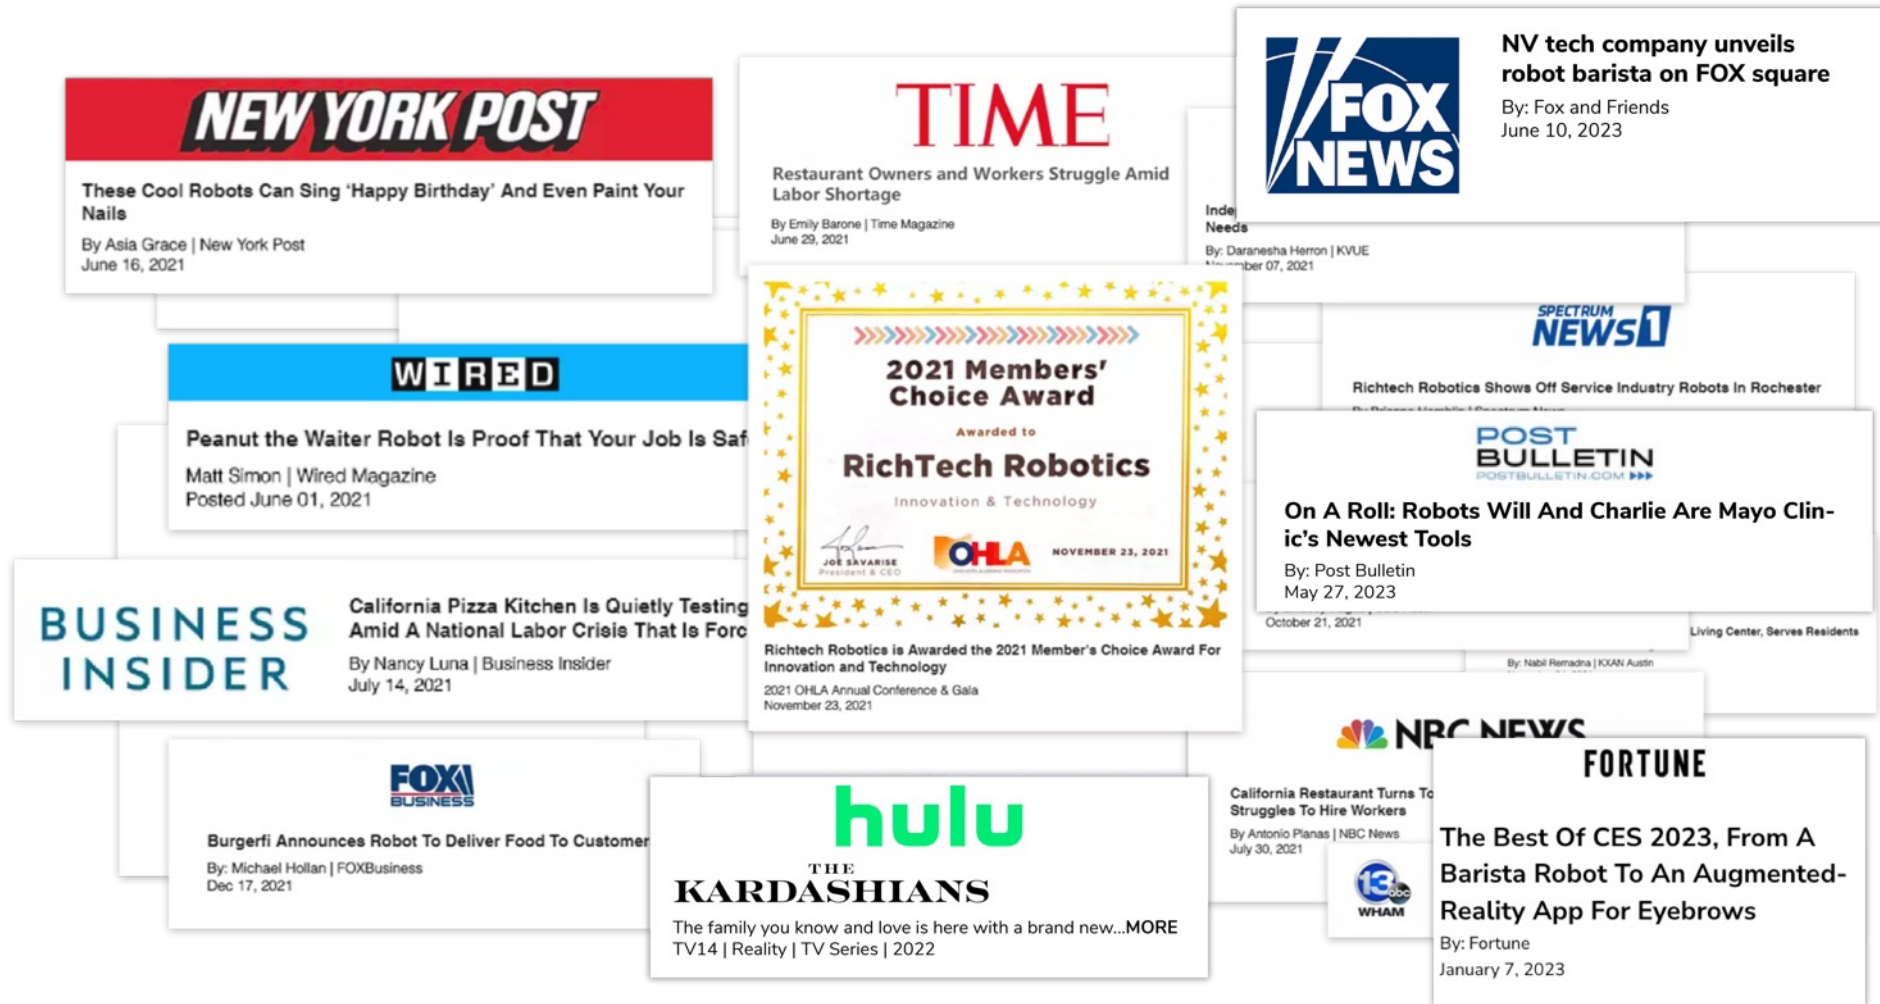 NEW YORK POST
These Cool Robots Can Sing ‘Happy Birthday’ And Even Paint Your
Nails
By Asia Grace | New York Post
June 16, 2021
TIME
Restaurant Owners and Workers Struggle Amid
Labor Shortage
By Emily Barone | Time Magazine
June 29, 2021
FOX
NEWS
NV tech company unveils
robot barista on FOX square
By: Fox and Friends
June 10, 2023
Needs
By: Daranesha Herron | KVUE
07, 2021
WIRED
Peanut the Waiter Robot Is Proof That Your Job Is
Matt Simon | Wired Magazine
Posted June 01, 2021
2021 Members'
Choice Award
Awarded to
RichTech Robotics
Innovation & Technology
JOE SAVARISE
President & CEO
OHLA
NOVEMBER 23, 2021
Richtech Robotics is Awarded the 2021 Member's Choice Award For
Innovation and Technology
2021 OHLA Annual Conference & Gala
November 23, 2021
SPECTRUM
NEWS 1
Richtech Robotics Shows Off Service Industry Robots In Rochester
POST
BULLETIN
POSTBULLETIN.COM
On A Roll: Robots Will And Charlie Are Mayo Clin-
ic’s Newest Tools
By: Post Bulletin
May 27, 2023
October 21, 2021
Living Center, Serves Residents
By: Nabil Remadna | KXAN Austin
BUSINESS
INSIDER
California Pizza Kitchen Is Quietly Testing
Amid A National Labor Crisis That Is
By Nancy Luna | Business Insider
July 14, 2021
FOX
BUSINESS
Burgerfi Announces Robot To Deliver Food To
By: Michael Hollan | FOXBusiness
Dec 17, 2021
hulu
THE
KARDASHIANS
The family you know and love is here with a brand new...MORE
TV14 | Reality | TV Series | 2022
NBC NEWS
California Restaurant Turns To
Struggles To Hire Workers
By Antonio Planas | NBC News
July 30, 2021
13 abc
WHAM
FORTUNE
The Best Of CES 2023, From A
Barista Robot To An Augmented-
Reality App For Eyebrows
By: Fortune
January 7, 2023